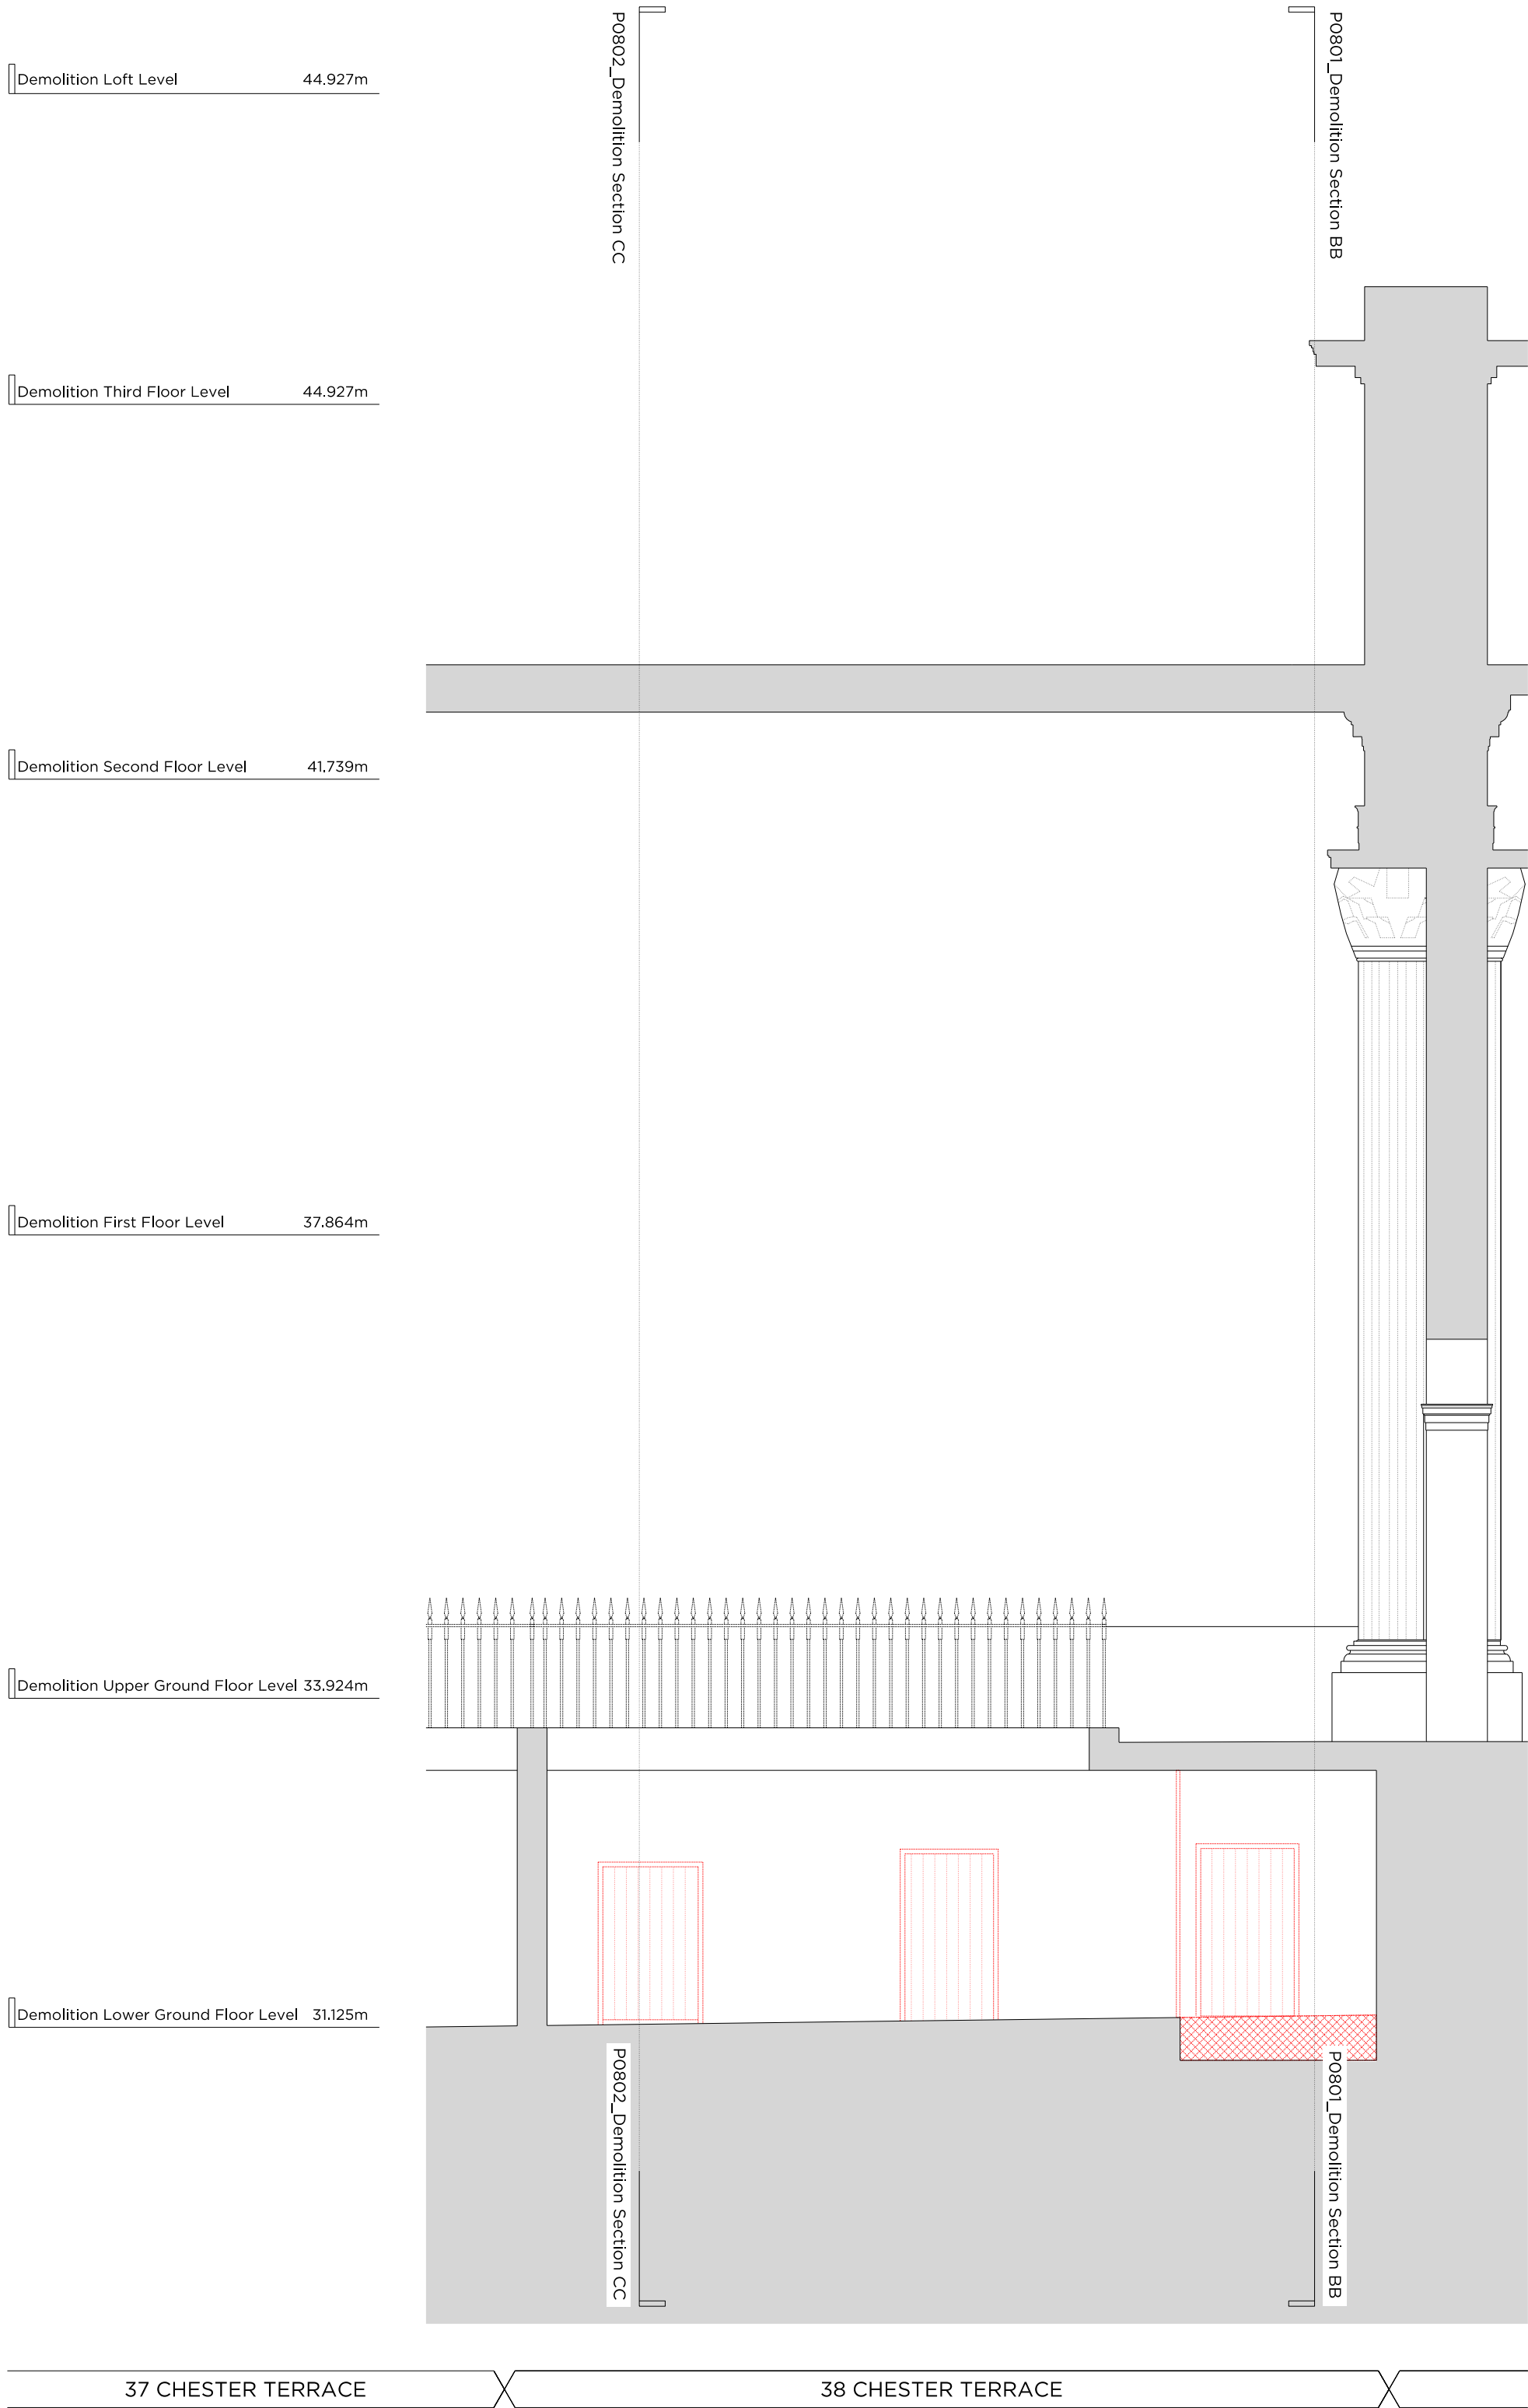 P0802_Demolition Section CC
P0801_Demolition Section BB
Demolition Loft Level 44.927m
Demolition Third Floor Level 44.927m
Demolition Second Floor Level 41.739m
Demolition First Floor Level 37.864m
Demolition Upper Ground Floor Level 33.924m
Demolition Lower Ground Floor Level 31.125m
P0802_Demolition Section CC
P0801_Demolition Section BB
37 CHESTER TERRACE
38 CHESTER TERRACE